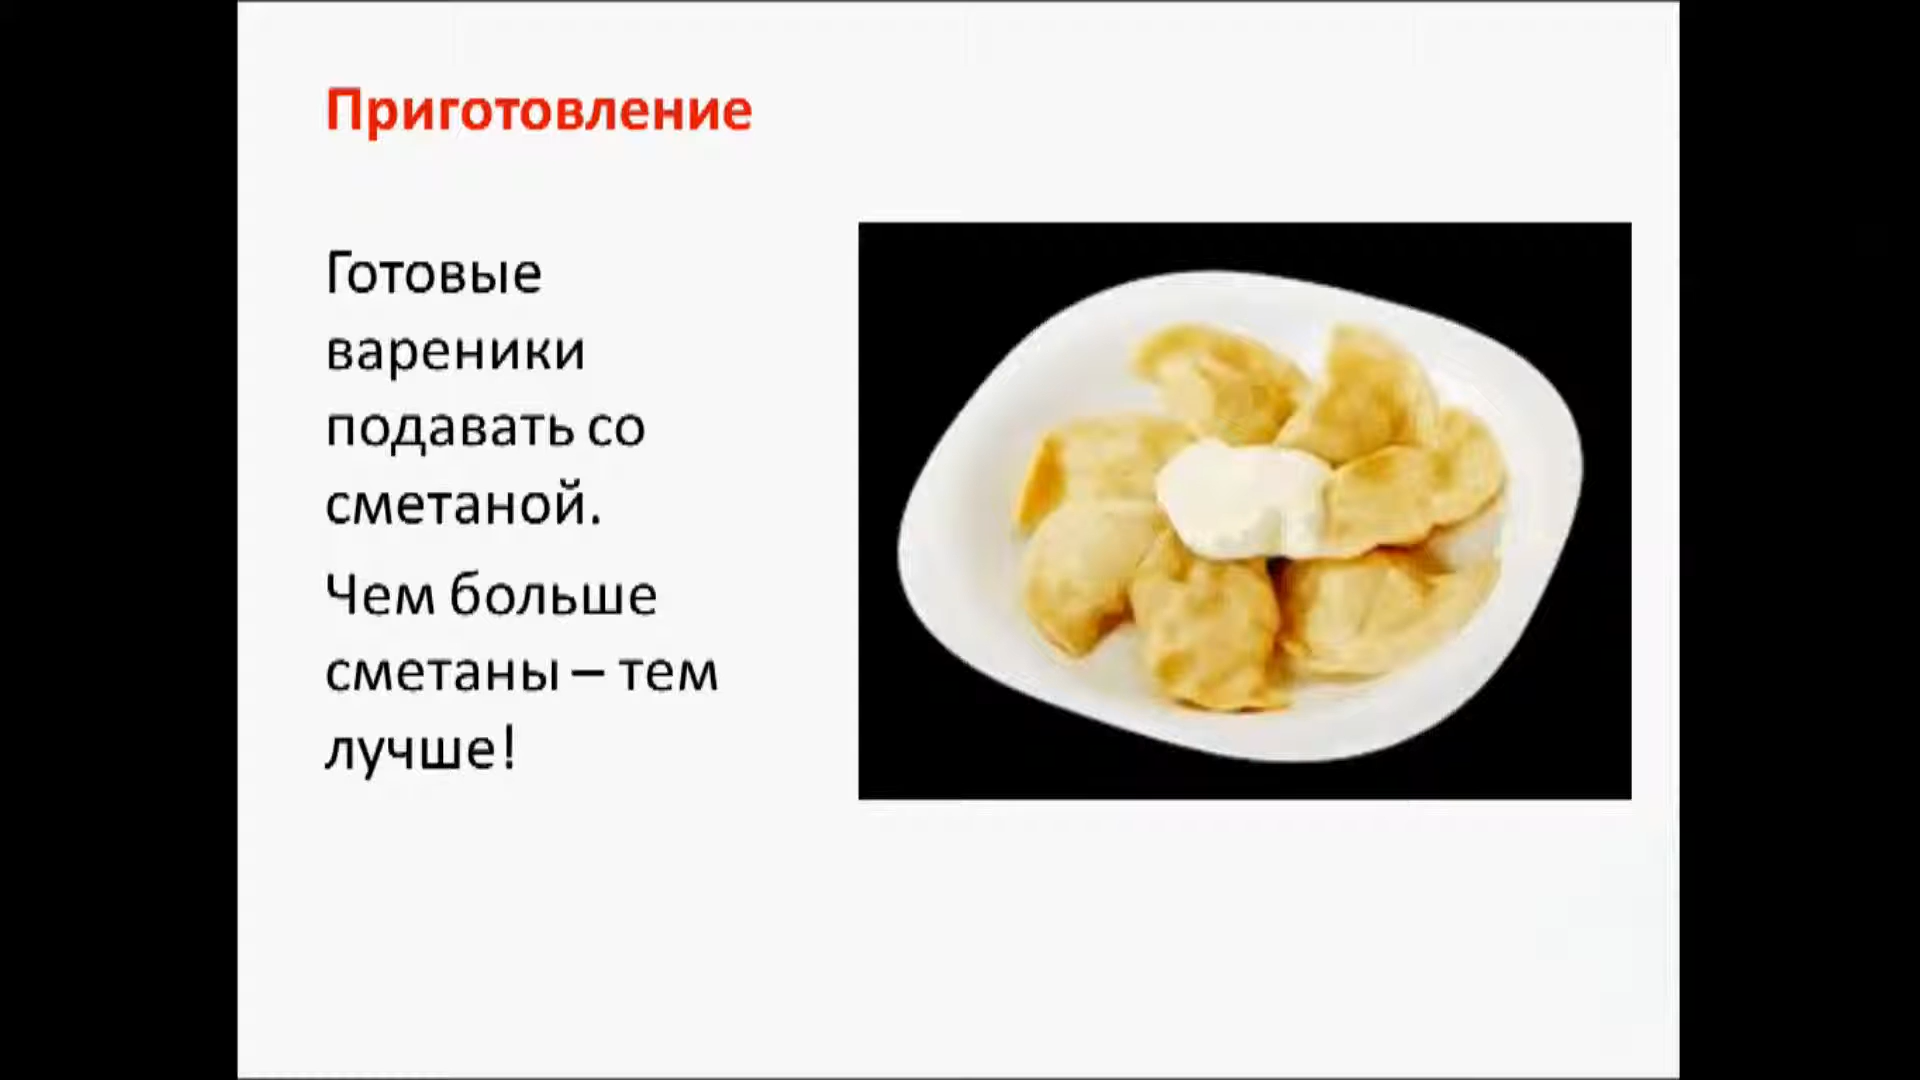 Приготовление
Готовые
вареники
подавать со
сметаной.
Чем больше
сметаны – тем
лучше!